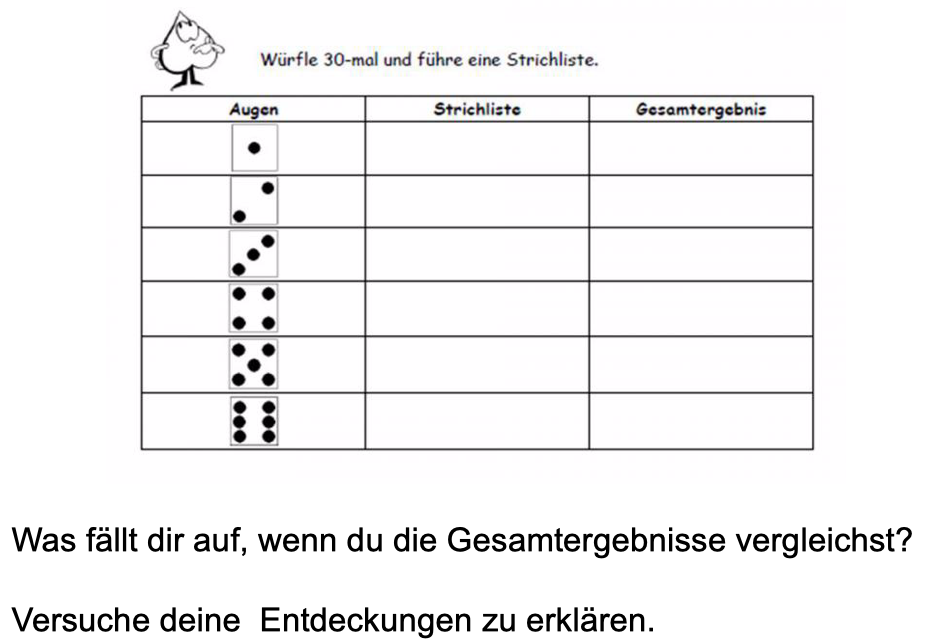 Würfle 30-mal und führe eine Strichliste.
Augen Strichliste Gesamtergebnis
Was fällt dir auf, wenn du die Gesamtergebnisse vergleichst?
Versuche deine  Entdeckungen zu erklären.